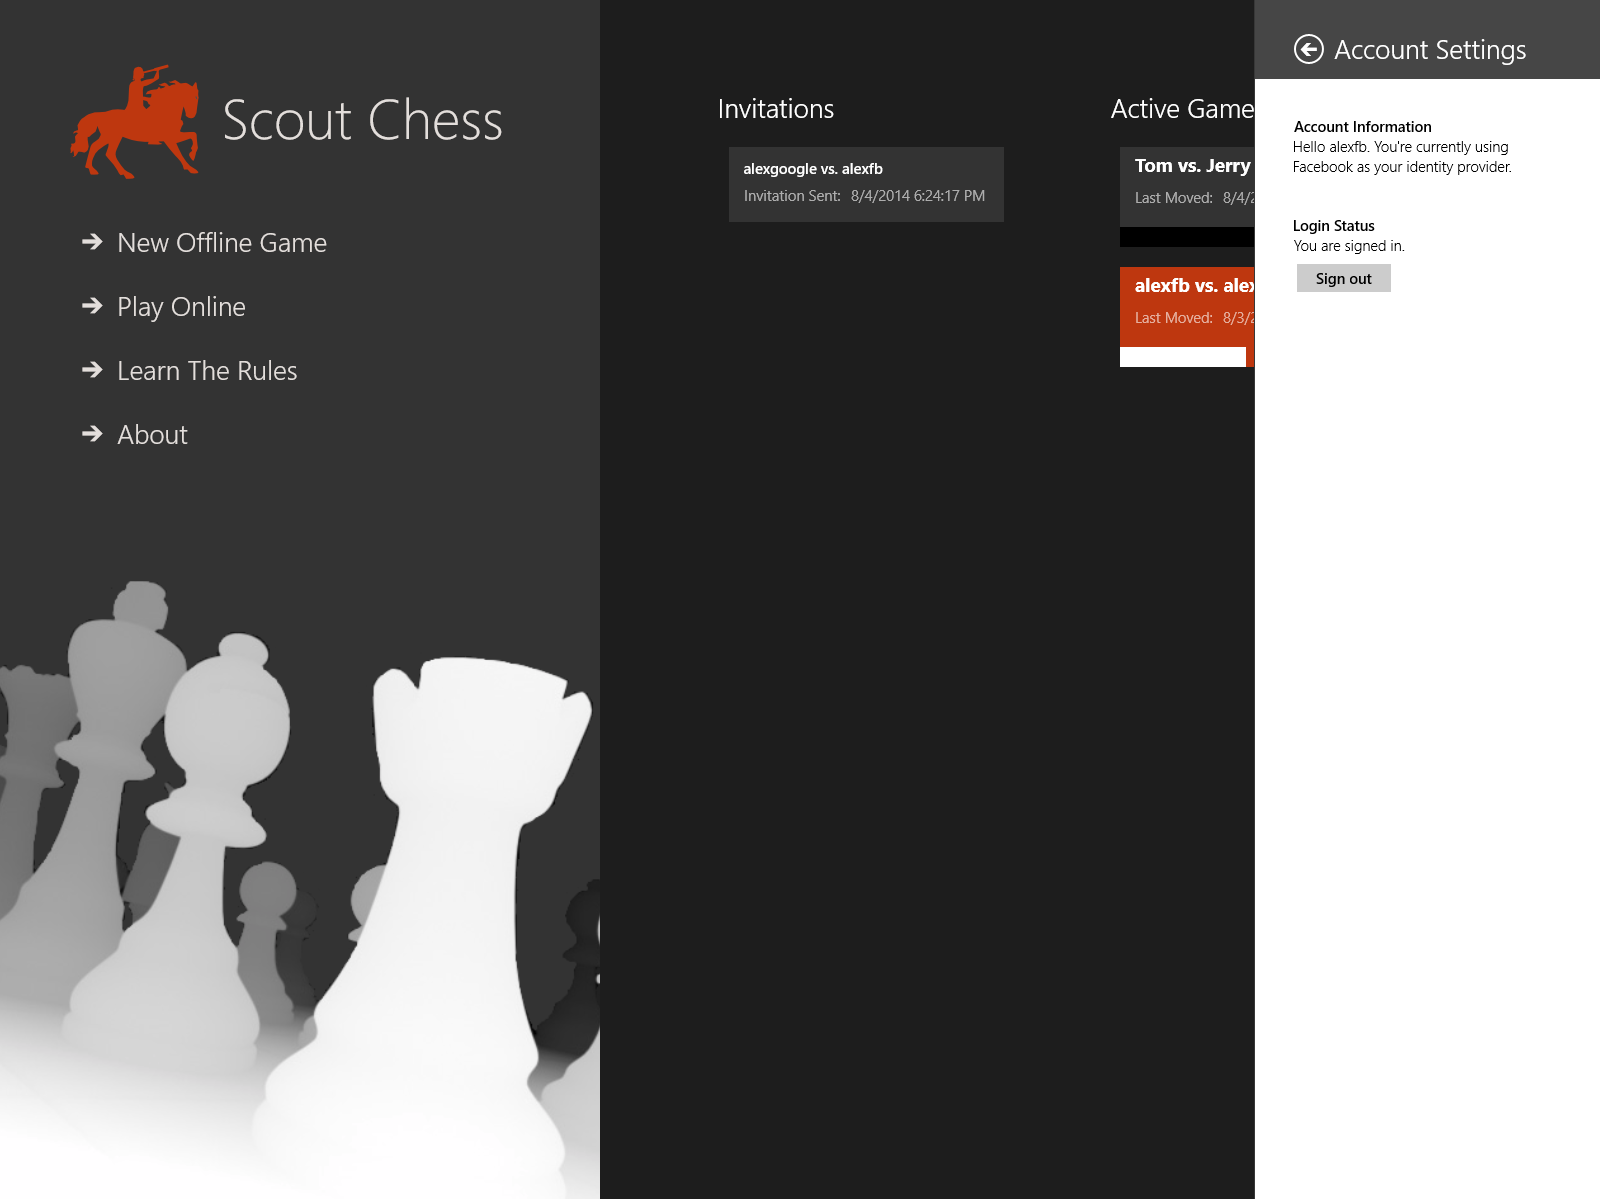 Scout Chess
New Offline Game
Play Online
Learn The Rules
About
Invitations
alexgoogle vs. alexfb
Invitation Sent: 8/4/2014 6:24:17 PM
Active Game
Tom vs. Jerry
Last Moved: 8/4/
alexfb vs. alex
Last Moved: 8/3/
Account Settings
Account Information
Hello alexfb. You're currently using
Facebook as your identity provider.
Login Status
You are signed in.
Sign out